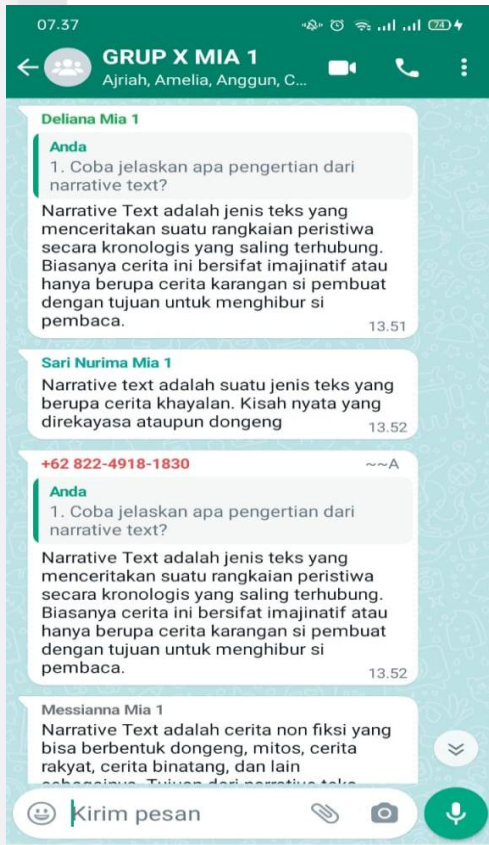 07.37
74
GRUP X MIA 1
Ajriah, Amelia, Anggun, C...
Deliana Mia 1
Anda
1. Coba jelaskan apa pengertian dari
narrative text?
Narrative Text adalah jenis teks yang
menceritakan suatu rangkaian peristiwa
secara kronologis yang saling terhubung.
Biasanya cerita ini bersifat imajinatif atau
hanya berupa cerita karangan si pembuat
dengan tujuan untuk menghibur si
pembaca.
13.51
Sari Nurima Mia 1
Narrative text adalah suatu jenis teks yang
berupa cerita khayalan. Kisah nyata yang
direkayasa ataupun dongeng
13.52
+62 822-4918-1830 ~~A
Anda
1. Coba jelaskan apa pengertian dari
narrative text?
Narrative Text adalah jenis teks yang
menceritakan suatu rangkaian peristiwa
secara kronologis yang saling terhubung.
Biasanya cerita ini bersifat imajinatif atau
hanya berupa cerita karangan si pembuat
dengan tujuan untuk menghibur si
pembaca.
13.52
Messianna Mia 1
Narrative Text adalah cerita non fiksi yang
bisa berbentuk dongeng, mitos, cerita
rakyat, cerita binatang, dan lain
Kirim pesan